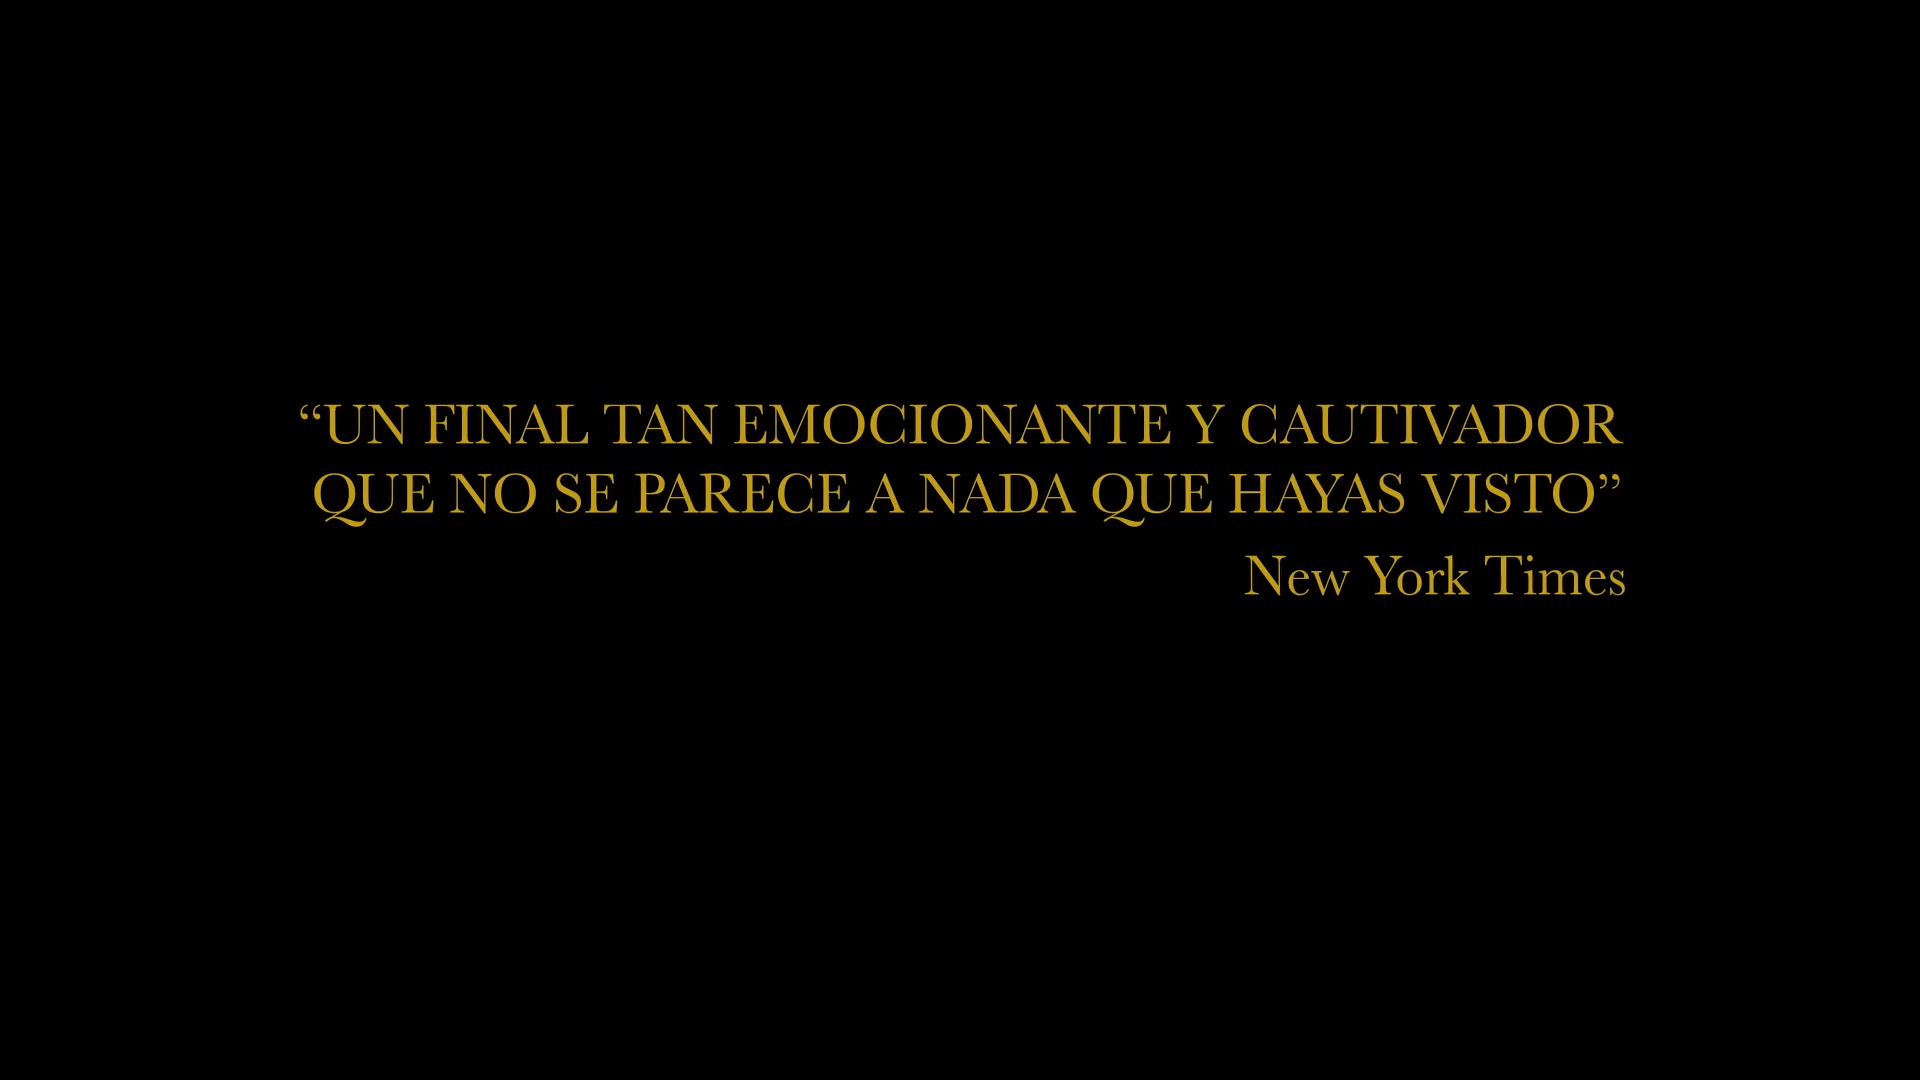 “UN FINAL TAN EMOCIONANTE Y CAUTIVADOR
QUE NO SE PARECE A NADA QUE HAYAS VISTO”
New York Times